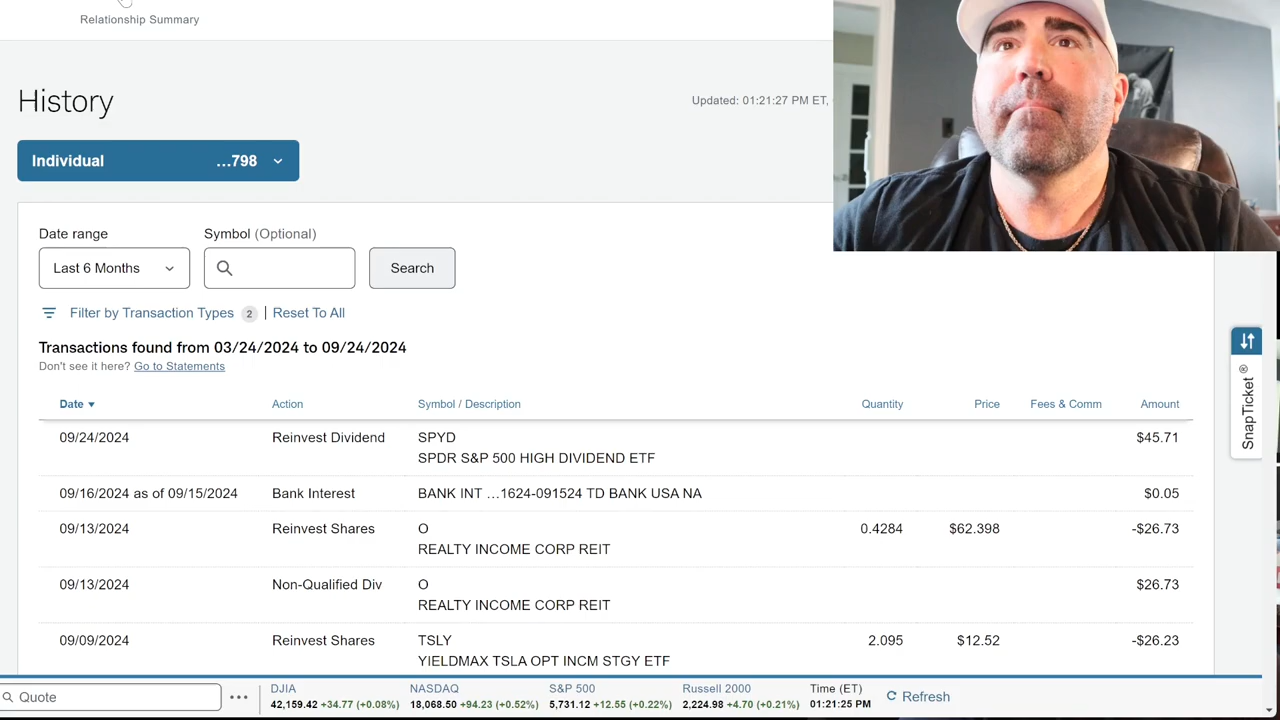 Relationship Summary
History
Updated: 01:21:27 PM ET,
Individual ...798
Date range
Symbol (Optional)
Last 6 Months
Search
Filter by Transaction Types 2 | Reset To All
Transactions found from 03/24/2024 to 09/24/2024
Don't see it here? Go to Statements
Date Action Symbol / Description Quantity Price Fees & Comm Amount
09/24/2024 Reinvest Dividend SPYD $45.71
SPDR S&P 500 HIGH DIVIDEND ETF
09/16/2024 as of 09/15/2024 Bank Interest BANK INT ...1624-091524 TD BANK USA NA $0.05
09/13/2024 Reinvest Shares O 0.4284 $62.398 -$26.73
REALTY INCOME CORP REIT
09/13/2024 Non-Qualified Div O $26.73
REALTY INCOME CORP REIT
09/09/2024 Reinvest Shares TSLY 2.095 $12.52 -$26.23
YIELDMAX TSLA OPT INCM STGY ETF
SnapTicket®
Quote
DJIA NASDAQ S&P 500 Russell 2000 Time (ET)
42,159.42 +34.77 (+0.08%) 18,068.50 +94.23 (+0.52%) 5,731.12 +12.55 (+0.22%) 2,224.98 +4.70 (+0.21%) 01:21:25 PM
Refresh